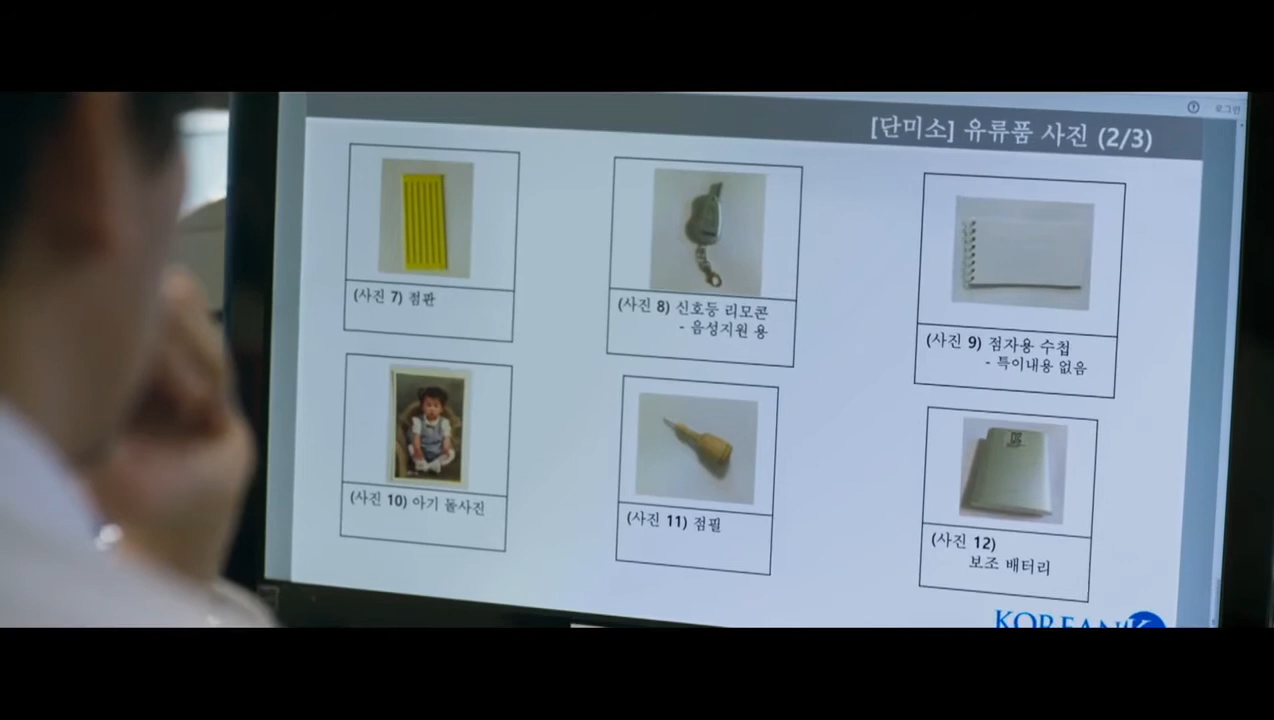 로그인
[단미소] 유류품 사진 (2/3)
(사진 7) 점판
(사진 8) 신호등 리모콘
- 음성지원 용
(사진 9) 점자용 수첩
- 특이내용 없음
(사진 10) 아기 돌사진
(사진 11) 점필
(사진 12)
보조 배터리
KOREAN